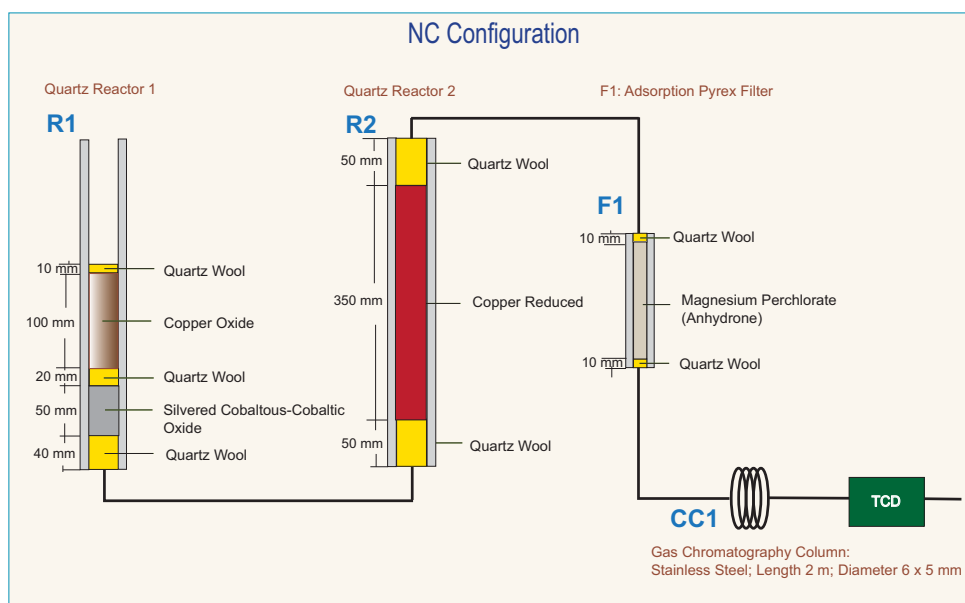 NC Configuration
Quartz Reactor 1
R1
10 mm
Quartz Wool
100 mm
Copper Oxide
20 mm
Quartz Wool
50 mm
Silvered Cobaltous-Cobaltic
Oxide
40 mm
Quartz Wool
Quartz Reactor 2
R2
50 mm
Quartz Wool
350 mm
Copper Reduced
50 mm
Quartz Wool
F1: Adsorption Pyrex Filter
F1
10 mm
Quartz Wool
Magnesium Perchlorate
(Anhydrone)
10 mm
Quartz Wool
CC1
TCD
Gas Chromatography Column:
Stainless Steel; Length 2 m; Diameter 6 x 5 mm